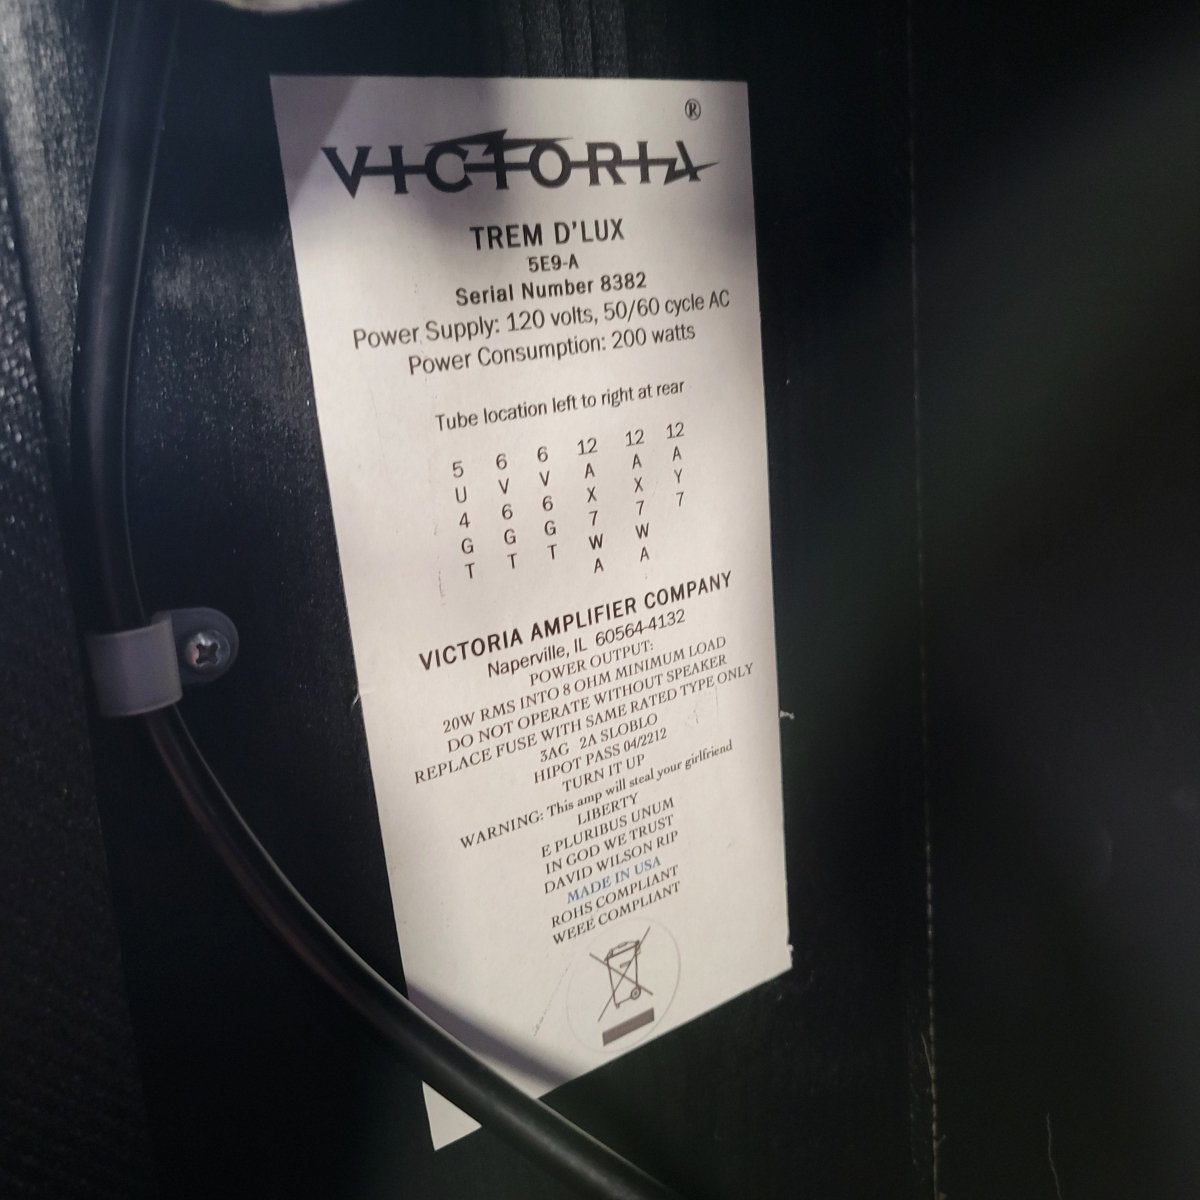 ®
VICTORIA
TREM D'LUX
5E9-A
Serial Number 8382
Power Supply: 120 volts, 50/60 cycle AC
Power Consumption: 200 watts
Tube location left to right at rear
5 6 6 12 12 12
U V V A A A
4 6 6 X X Y
G G G 7 7 7
T T T W W
A A
VICTORIA AMPLIFIER COMPANY
Naperville, IL 60564-4132
POWER OUTPUT:
20W RMS INTO 8 OHM MINIMUM LOAD
DO NOT OPERATE WITHOUT SPEAKER
REPLACE FUSE WITH SAME RATED TYPE ONLY
3AG 2A SLOBLO
HIPOT PASS 04/2212
TURN IT UP
WARNING: This amp will steal your girlfriend
LIBERTY
E PLURIBUS UNUM
IN GOD WE TRUST
DAVID WILSON RIP
MADE IN USA
ROHS COMPLIANT
WEEE COMPLIANT